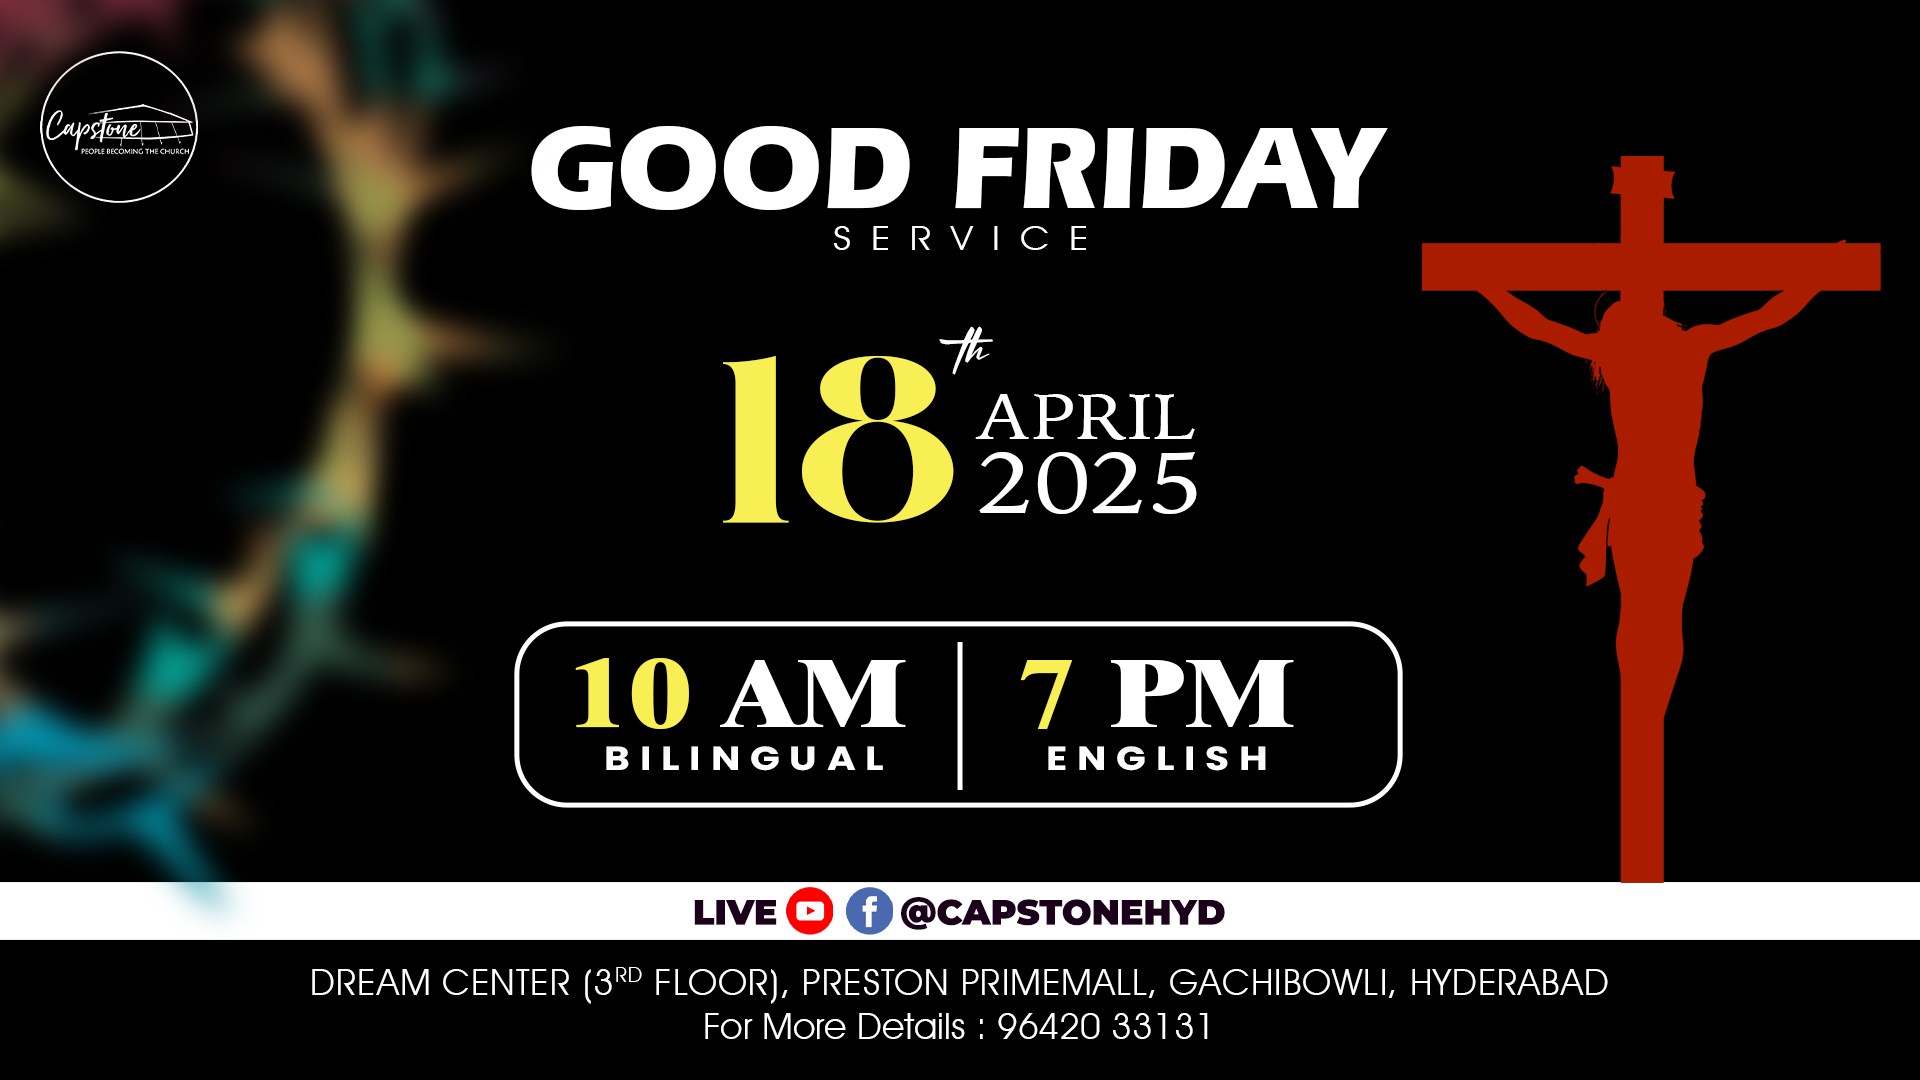 Capstone
PEOPLE BECOMING THE CHURCH
GOOD FRIDAY
SERVICE
18th APRIL
2025
10 AM
BILINGUAL
7 PM
ENGLISH
LIVE @CAPSTONEHYD
DREAM CENTER (3RD FLOOR), PRESTON PRIMEMALL, GACHIBOWLI, HYDERABAD
For More Details : 96420 33131